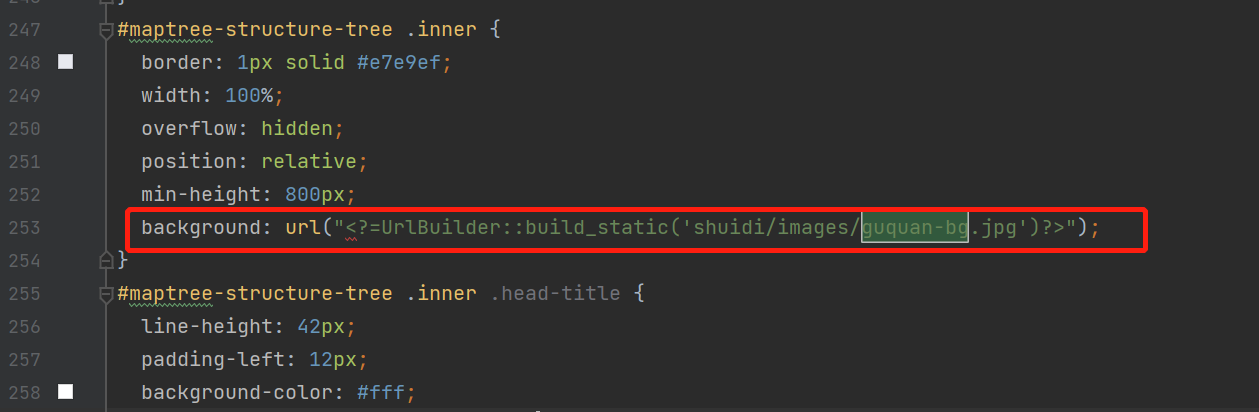 }
247 #maptree-structure-tree .inner {
248 border: 1px solid #e7e9ef;
249 width: 100%;
250 overflow: hidden;
251 position: relative;
252 min-height: 800px;
253 background: url("<?=UrlBuilder::build_static('shuidi/images/guquan-bg.jpg')?>");
254 }
255 #maptree-structure-tree .inner .head-title {
256 line-height: 42px;
257 padding-left: 12px;
258 background-color: #fff;